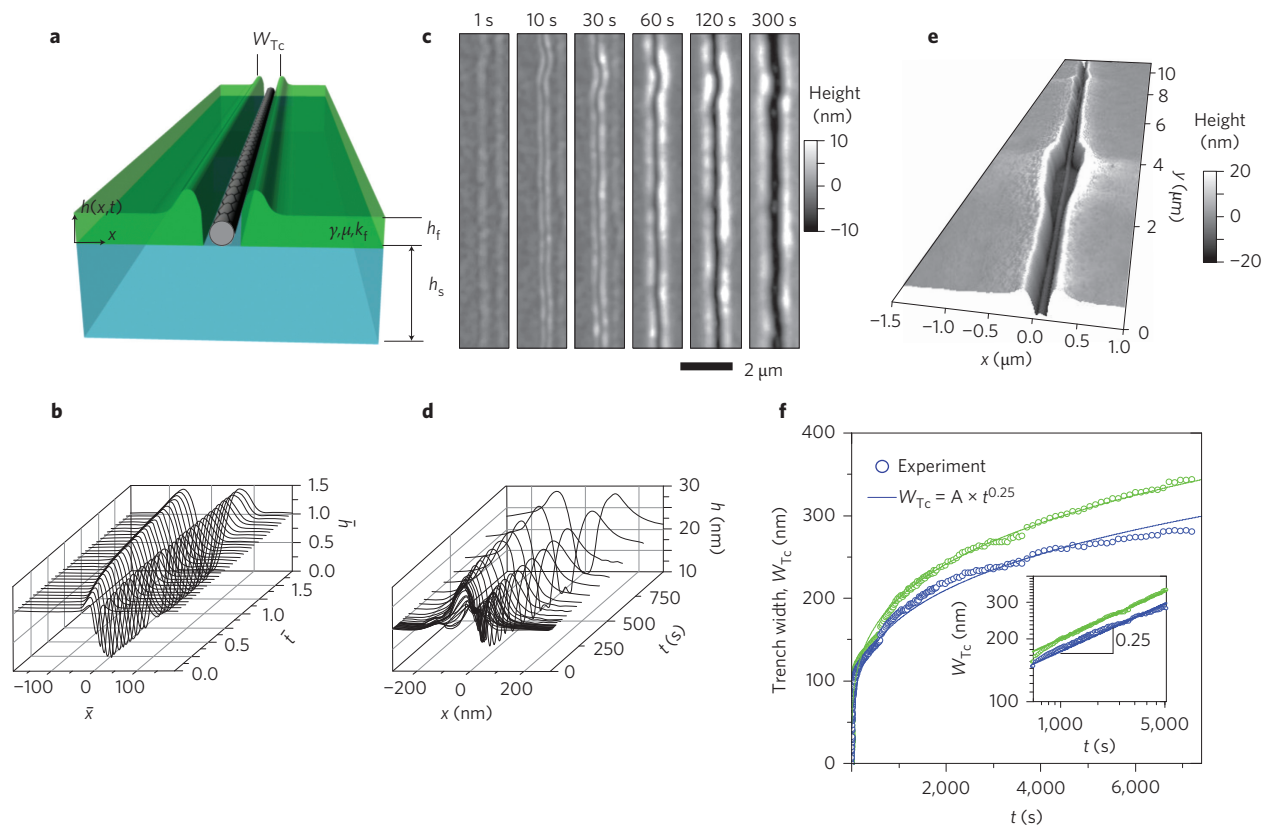 a
W_Tc
h(x,t)
x
γ,μ,k_f
h_f
h_s
c
1 s 10 s 30 s 60 s 120 s 300 s
Height
(nm)
10
0
−10
2 μm
e
10
8
6
4
2
0
y (μm)
Height
(nm)
20
0
−20
−1.5 −1.0 −0.5 0.0 0.5 1.0
x (μm)
b
1.5
1.0
0.5
0.0
h̄
1.5
1.0
0.5
0.0
t̄
−100 0 100
x̄
d
30
20
10
h (nm)
750
500
250
0
t (s)
−200 0 200
x (nm)
f
400
300
200
100
0
Trench width, W_Tc (nm)
Experiment
W_Tc = A × t^0.25
300
200
100
W_Tc (nm)
0.25
1,000 5,000
t (s)
2,000 4,000 6,000
0
t (s)